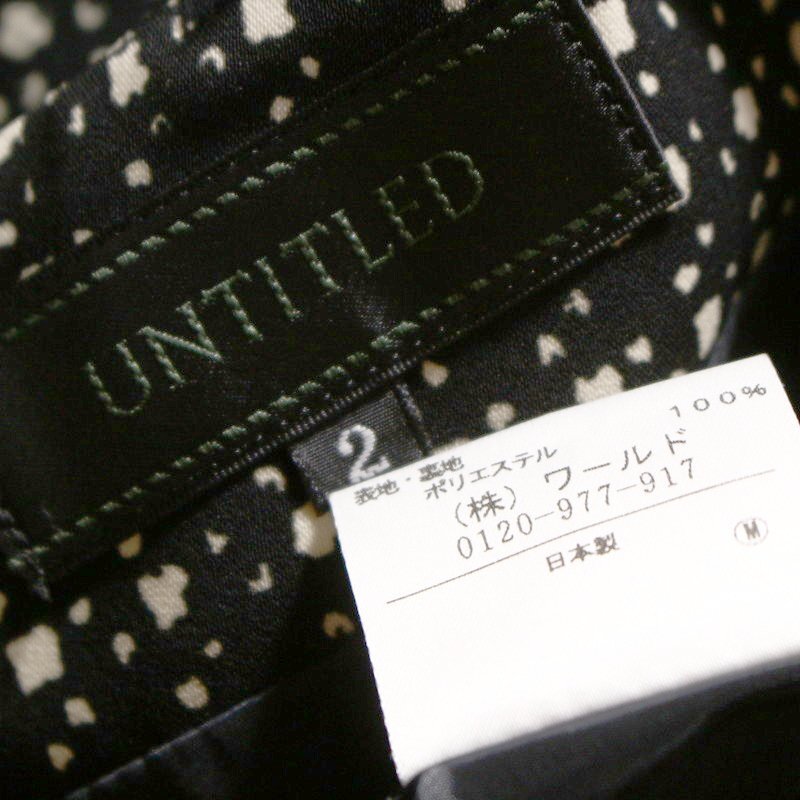 UNTITLED
2
表地・裏地
ポリエステル 100%
(株) ワールド
0120-977-917
日本製
M